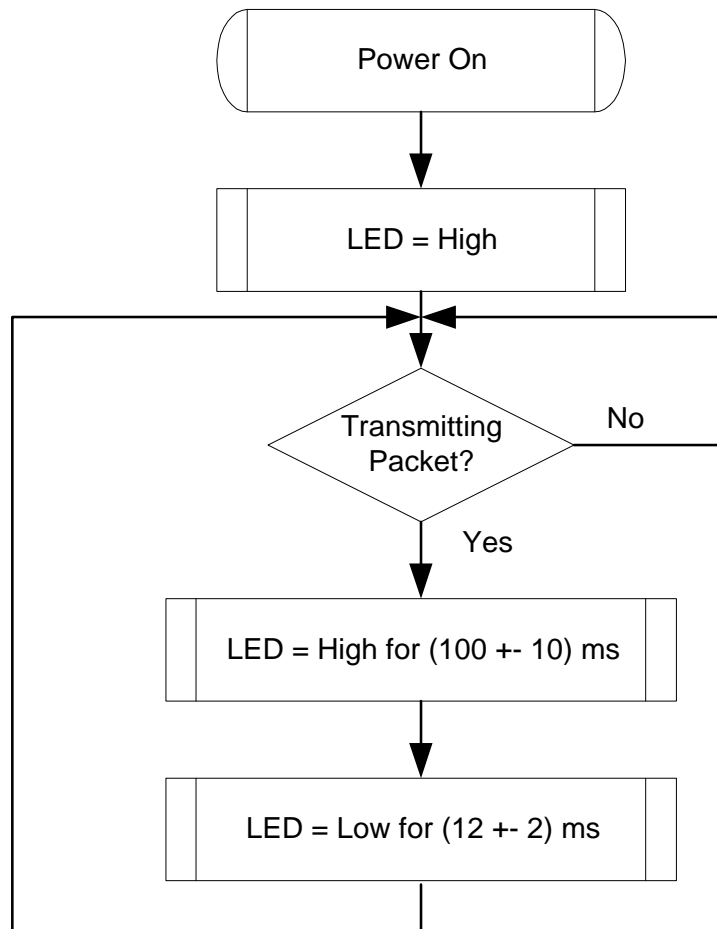 Power On
LED = High
Transmitting
Packet?
No
Yes
LED = High for (100 +- 10) ms
LED = Low for (12 +- 2) ms